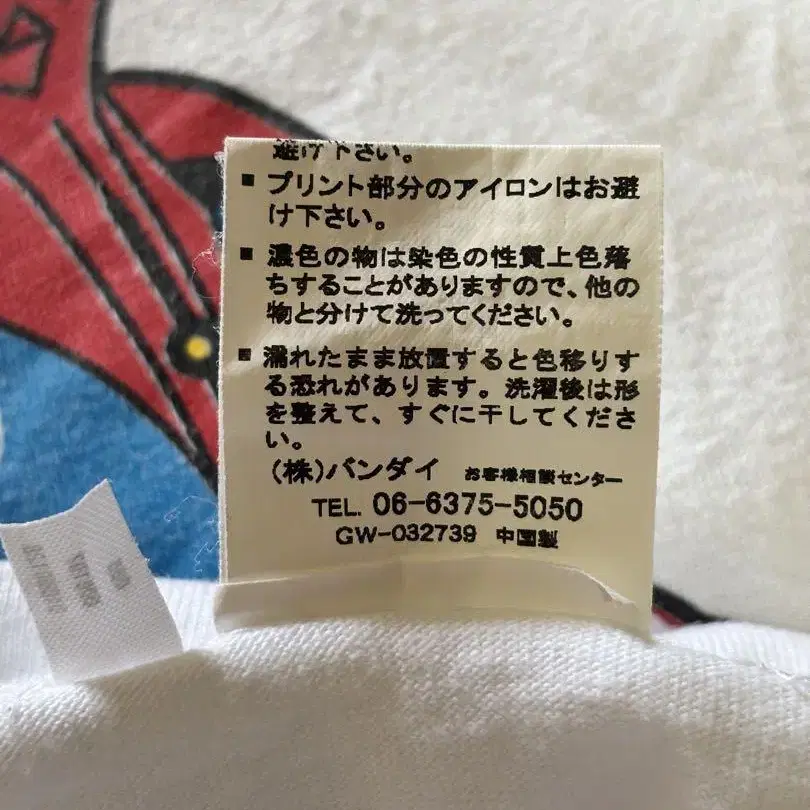 避け下さい。
■ プリント部分のアイロンはお避
け下さい。
■ 濃色の物は染色の性質上色落
ちすることがありますので、他の
物と分けて洗ってください。
■ 濡れたまま放置すると色移りす
る恐れがあります。洗濯後は形
を整えて、すぐに干してくださ
い。
(株)バンダイ お客様相談センター
TEL. 06-6375-5050
GW-032739 中国製